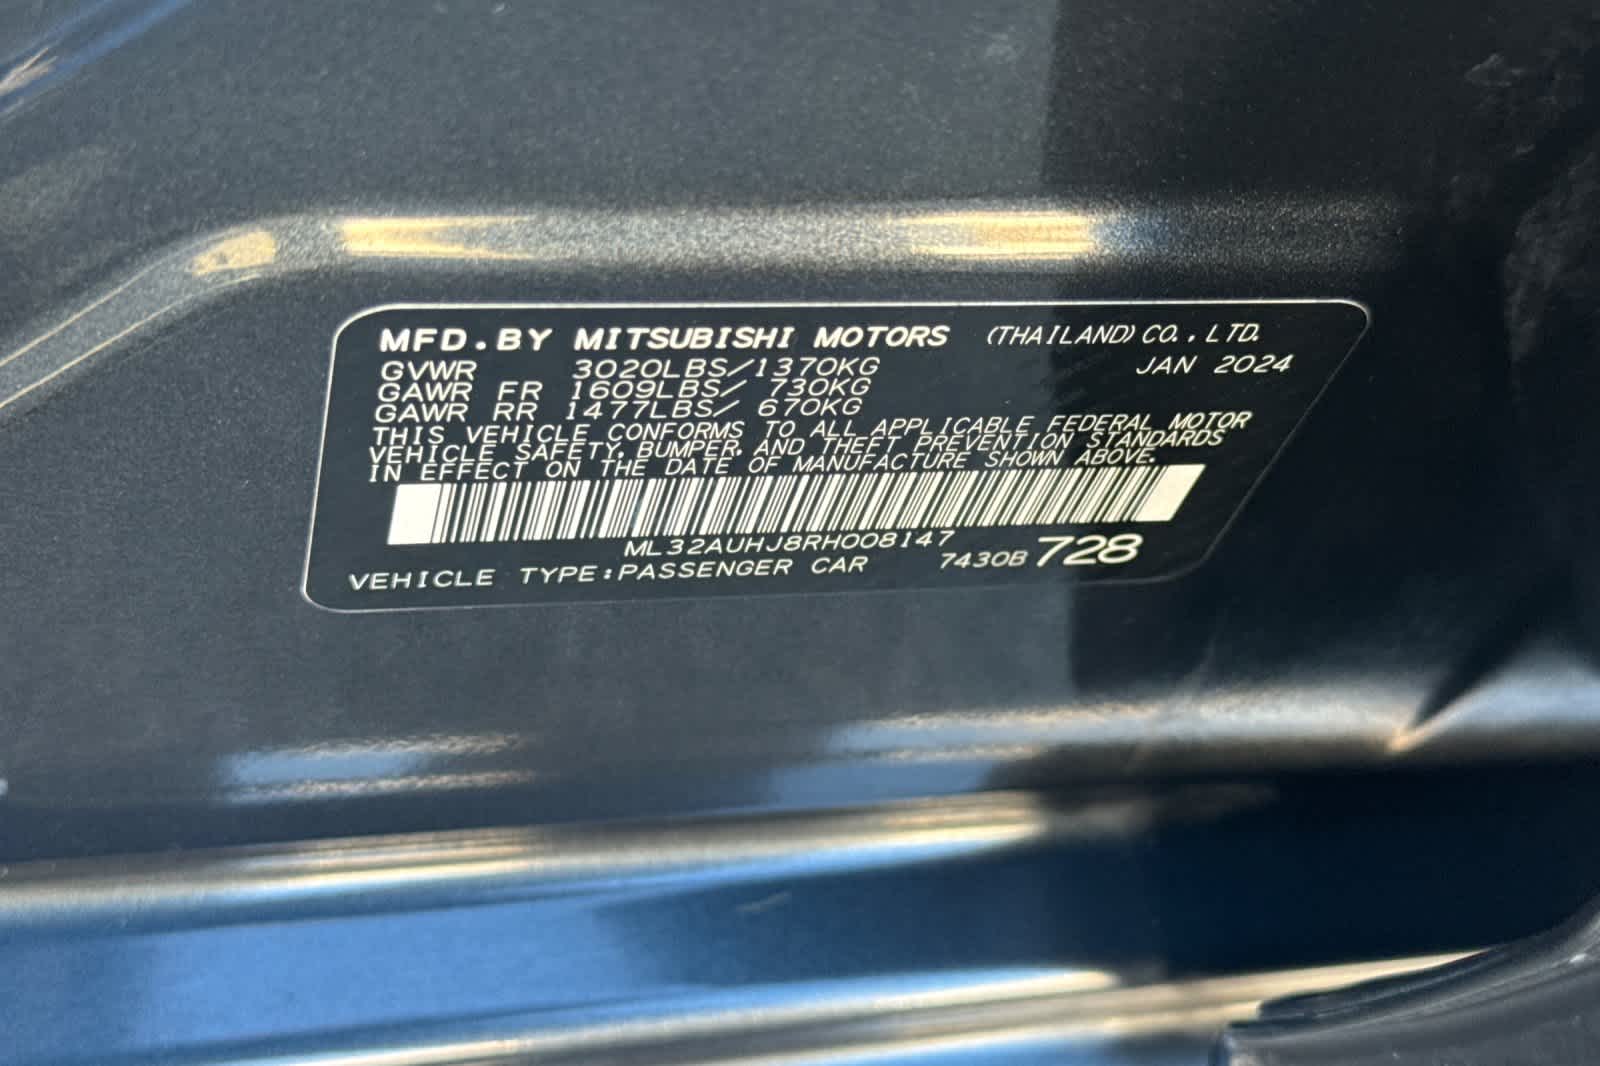 MFD.BY MITSUBISHI MOTORS (THAILAND) CO., LTD.
GVWR 3020LBS/1370KG JAN 2024
GAWR FR 1609LBS/ 730KG
GAWR RR 1477LBS/ 670KG
THIS VEHICLE CONFORMS TO ALL APPLICABLE FEDERAL MOTOR
VEHICLE SAFETY, BUMPER, AND THEFT PREVENTION STANDARDS
IN EFFECT ON THE DATE OF MANUFACTURE SHOWN ABOVE.
ML32AUHJ8RH008147
VEHICLE TYPE:PASSENGER CAR 7430B 728